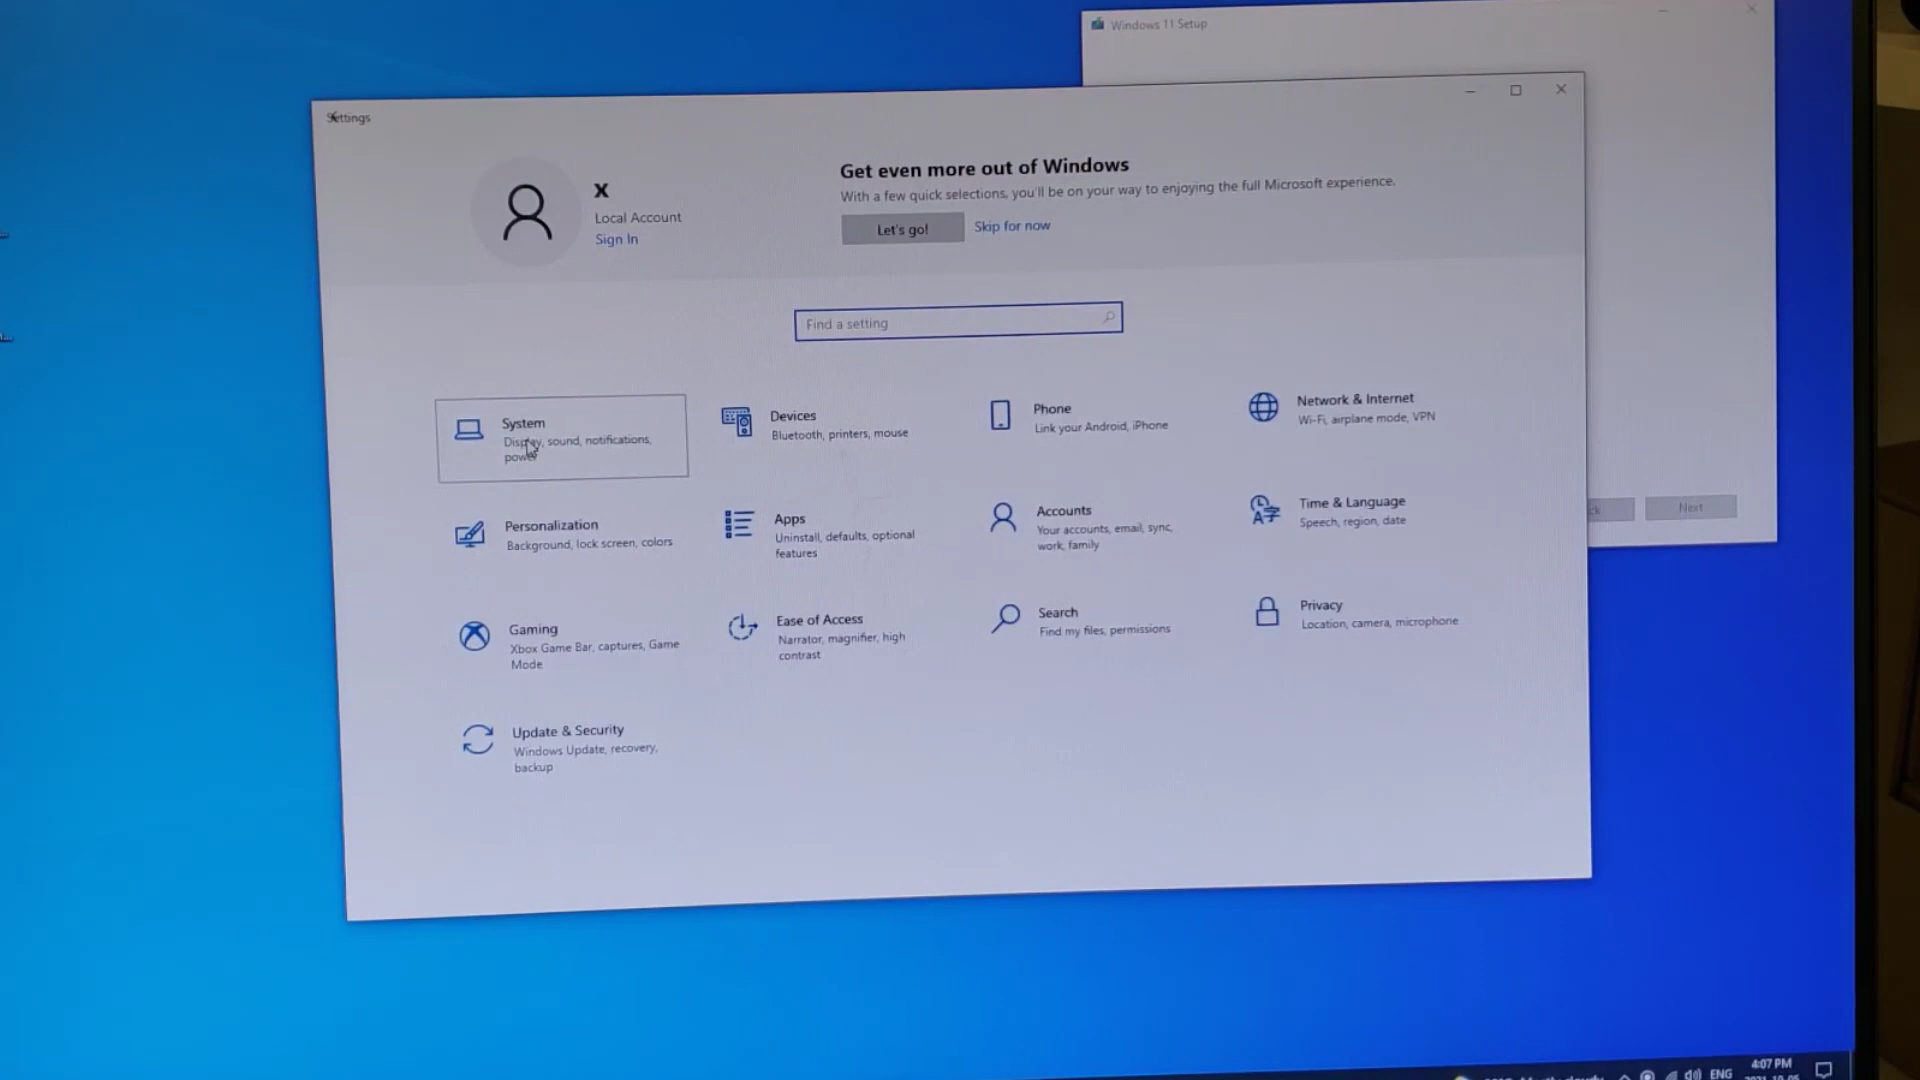 Windows 11 Setup
Settings
X
Local Account
Sign In
Get even more out of Windows
With a few quick selections, you'll be on your way to enjoying the full Microsoft experience.
Let's go!
Skip for now
Find a setting
System
Display, sound, notifications,
power
Devices
Bluetooth, printers, mouse
Phone
Link your Android, iPhone
Network & Internet
Wi-Fi, airplane mode, VPN
Personalization
Background, lock screen, colors
Apps
Uninstall, defaults, optional
features
Accounts
Your accounts, email, sync,
work, family
Time & Language
Speech, region, date
Next
Gaming
Xbox Game Bar, captures, Game
Mode
Ease of Access
Narrator, magnifier, high
contrast
Search
Find my files, permissions
Privacy
Location, camera, microphone
Update & Security
Windows Update, recovery,
backup
4:07 PM
ENG